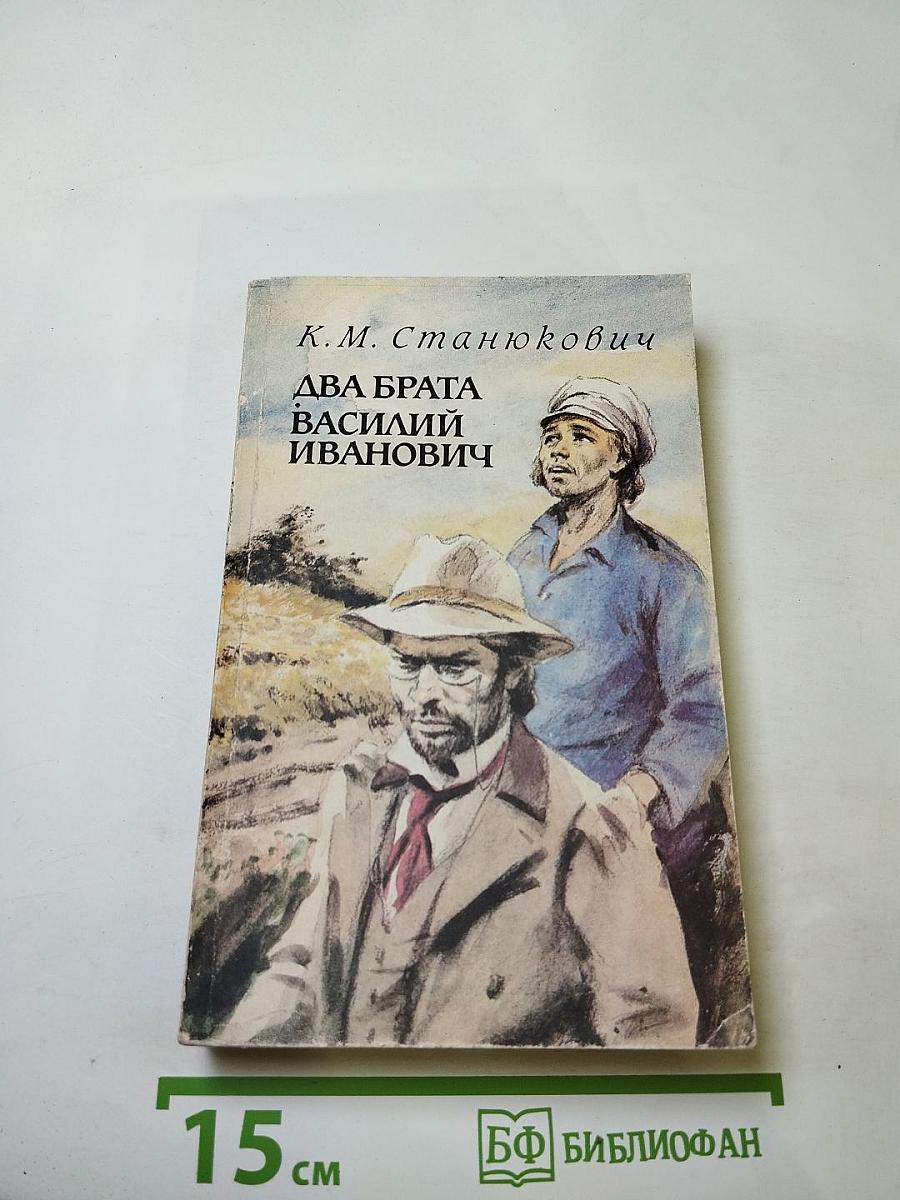 К.М. Станюкович
ДВА БРАТА
ВАСИЛИЙ
ИВАНОВИЧ
15 см
БФ БИБЛИОФАН